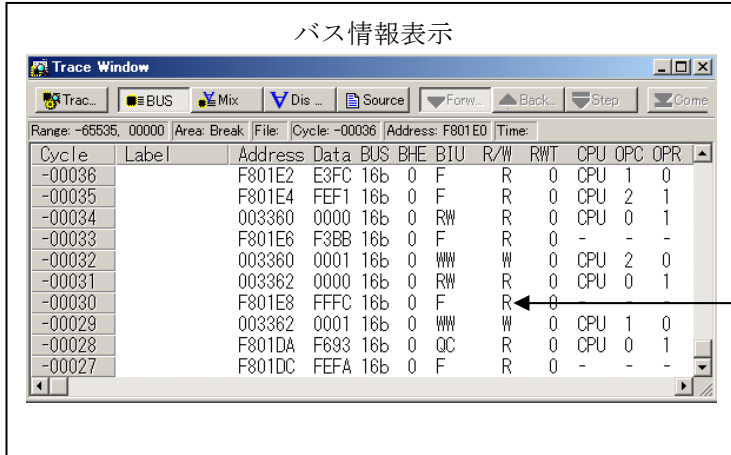 バス情報表示
Trace Window
Trac... BUS Mix Dis ... Source Forw... Back... Step Come
Range: -65535, 00000 Area: Break File: Cycle: -00036 Address: F801E0 Time:
Cycle Label Address Data BUS BHE BIU R/W RWT CPU OPC OPR
-00036 F801E2 E3FC 16b 0 F R 0 CPU 1 0
-00035 F801E4 FEF1 16b 0 F R 0 CPU 2 1
-00034 003360 0000 16b 0 RW R 0 CPU 0 1
-00033 F801E6 F3BB 16b 0 F R 0 - - -
-00032 003360 0001 16b 0 WW W 0 CPU 2 0
-00031 003362 0000 16b 0 RW R 0 CPU 0 1
-00030 F801E8 FFFC 16b 0 F R 0 - - -
-00029 003362 0001 16b 0 WW W 0 CPU 1 0
-00028 F801DA F693 16b 0 QC R 0 CPU 0 1
-00027 F801DC FEFA 16b 0 F R 0 - - -